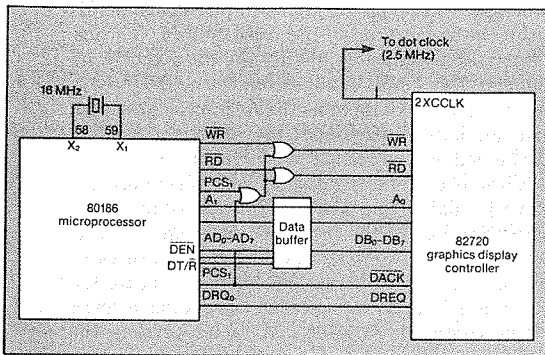 To dot clock
(2.5 MHz)
16 MHz
58 59
X₂ X₁
2XCCLK
WR
RD
PCS₁
A₁
AD₀-AD₇
DEN
DT/R
PCS₁
DRQ₀
80186
microprocessor
Data
buffer
WR
RD
A₀
DB₀-DB₇
DACK
DREQ
82720
graphics display
controller